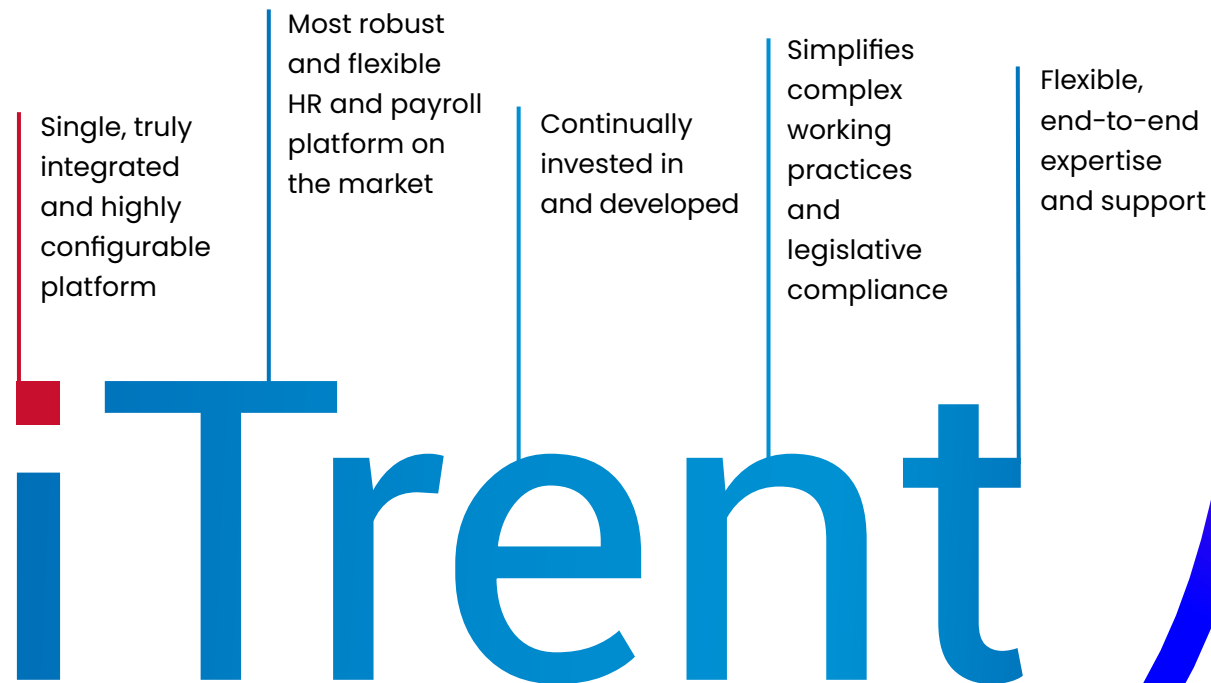 Single, truly
integrated
and highly
configurable
platform
Most robust
and flexible
HR and payroll
platform on
the market
Continually
invested in
and developed
Simplifies
complex
working
practices
and
legislative
compliance
Flexible,
end-to-end
expertise
and support
iTrent